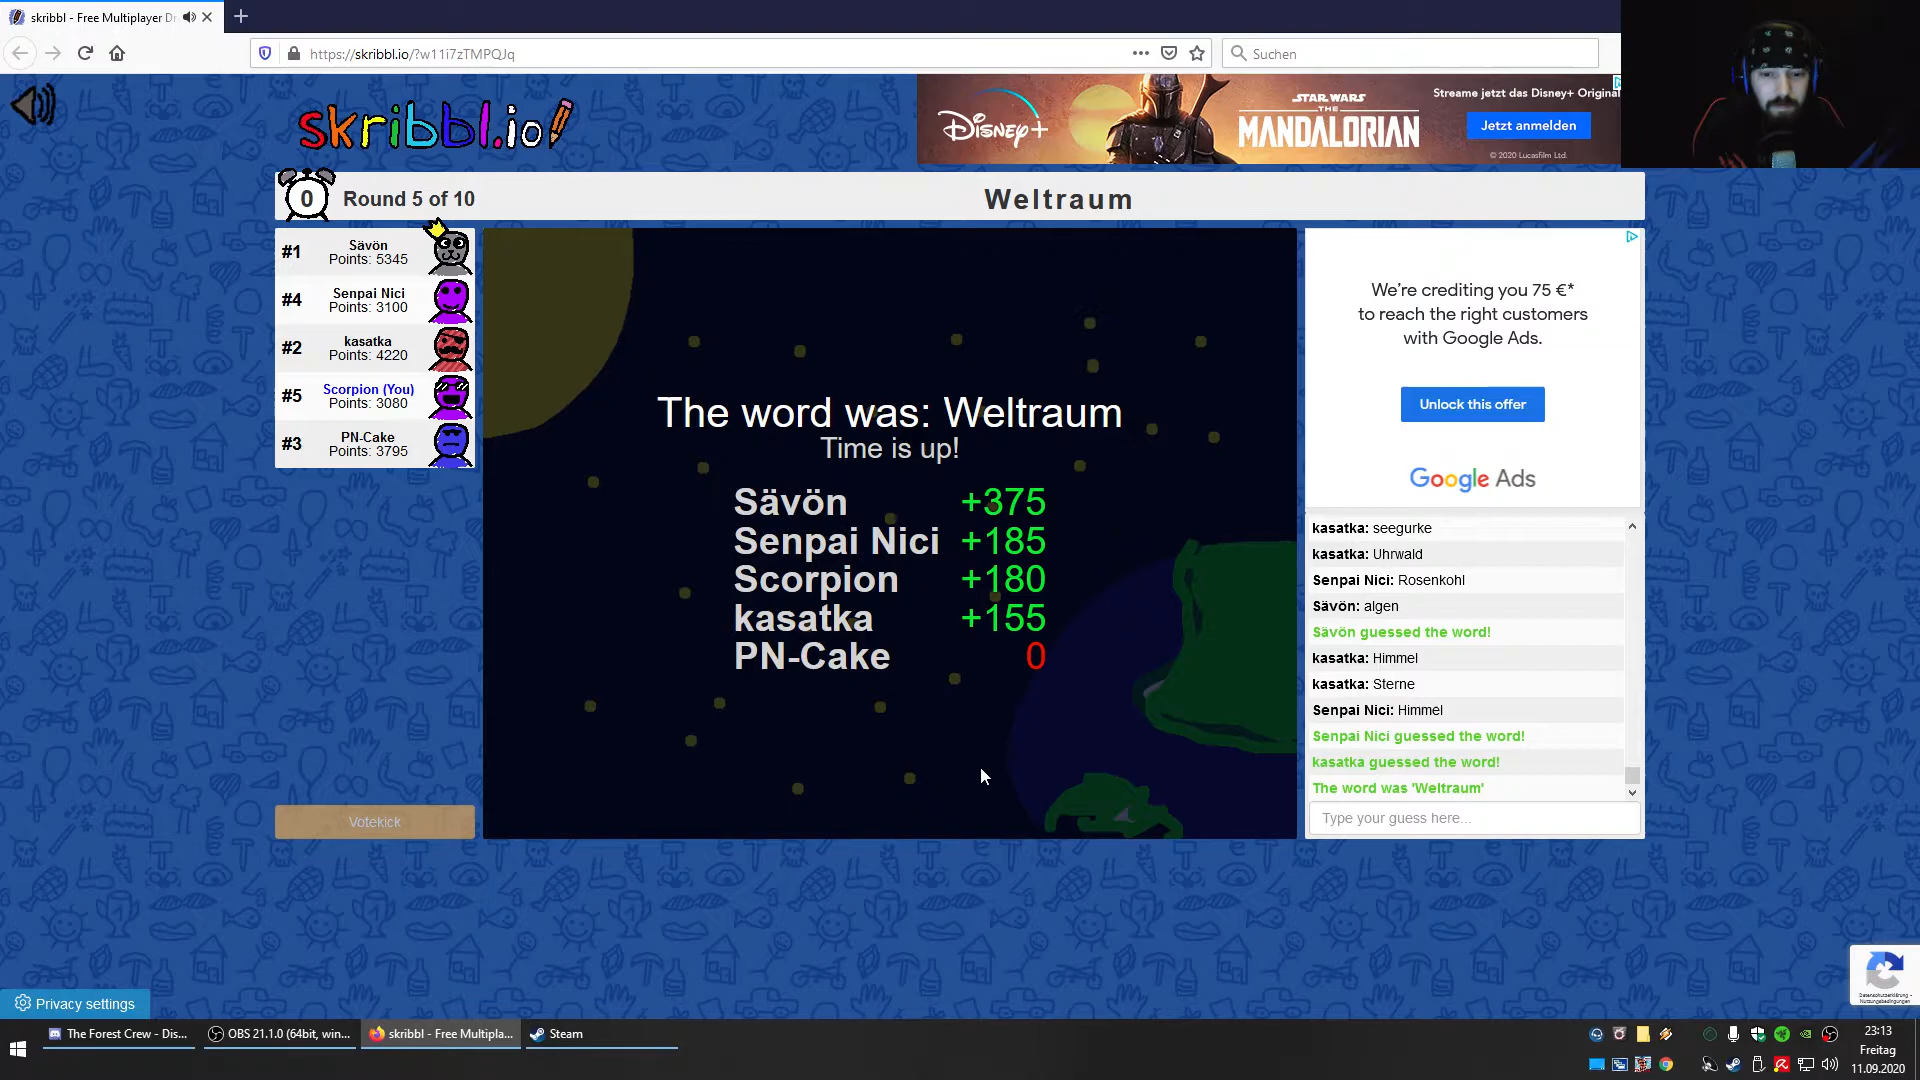 skribbl - Free Multiplayer Dr
https://skribbl.io/?w11i7zTMPQJq
Suchen
skribbl.io
Disney+
STAR WARS
THE
MANDALORIAN
Streame jetzt das Disney+ Original
Jetzt anmelden
© 2020 Lucasfilm Ltd.
0
Round 5 of 10
Weltraum
#1
Sävön
Points: 5345
#4
Senpai Nici
Points: 3100
#2
kasatka
Points: 4220
#5
Scorpion (You)
Points: 3080
#3
PN-Cake
Points: 3795
Votekick
The word was: Weltraum
Time is up!
Sävön +375
Senpai Nici +185
Scorpion +180
kasatka +155
PN-Cake 0
We're crediting you 75 €*
to reach the right customers
with Google Ads.
Unlock this offer
Google Ads
kasatka: seegurke
kasatka: Uhrwald
Senpai Nici: Rosenkohl
Sävön: algen
Sävön guessed the word!
kasatka: Himmel
kasatka: Sterne
Senpai Nici: Himmel
Senpai Nici guessed the word!
kasatka guessed the word!
The word was 'Weltraum'
Type your guess here...
Datenschutzerklärung -
Nutzungsbedingungen
Privacy settings
The Forest Crew - Dis...
OBS 21.1.0 (64bit, win...
skribbl - Free Multipla...
Steam
23:13
Freitag
11.09.2020